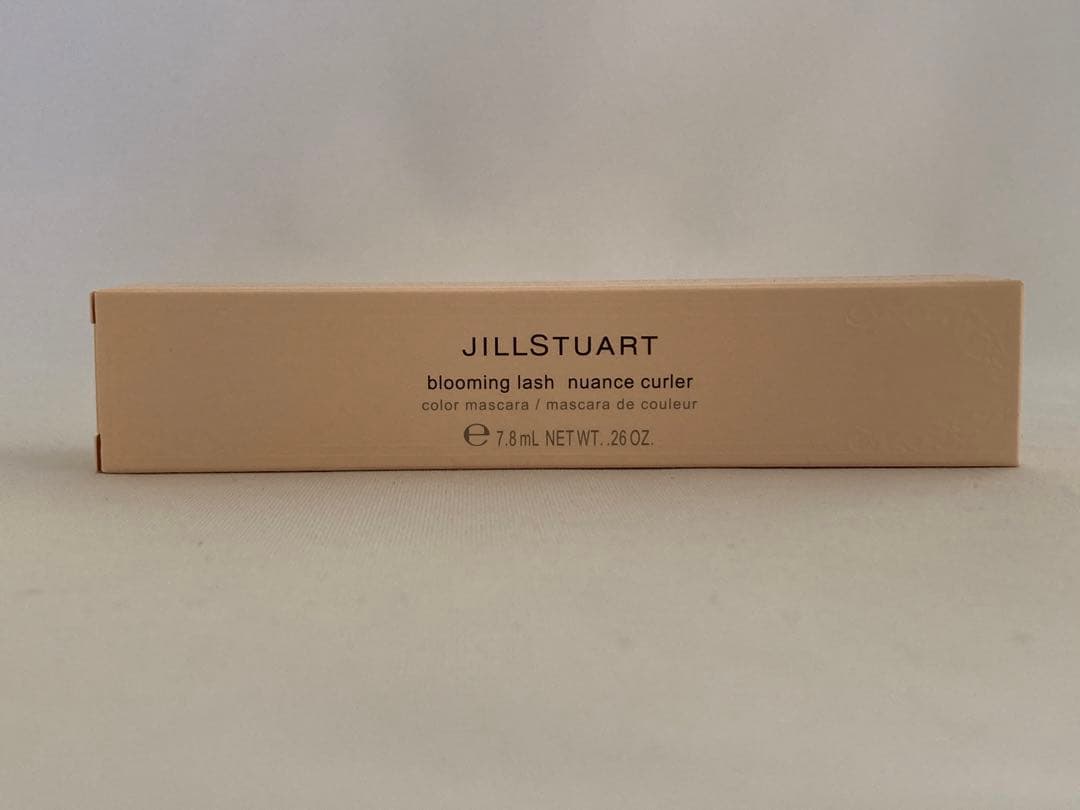 JILLSTUART
blooming lash nuance curler
color mascara / mascara de couleur
℮ 7.8mL NET WT. .26 OZ.